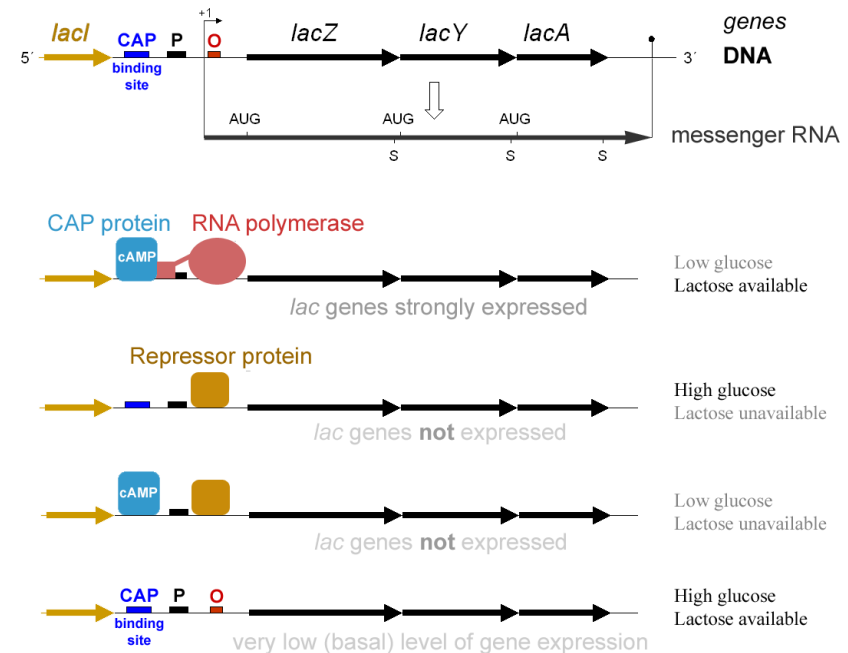 +1
lacI
CAP
P
O
lacZ
lacY
lacA
genes
5´
3´
DNA
binding
site
AUG
AUG
AUG
messenger RNA
S
S
S
CAP protein
RNA polymerase
cAMP
Low glucose
Lactose available
lac genes strongly expressed
Repressor protein
High glucose
Lactose unavailable
lac genes not expressed
cAMP
Low glucose
Lactose unavailable
lac genes not expressed
CAP
P
O
High glucose
Lactose available
binding
site
very low (basal) level of gene expression